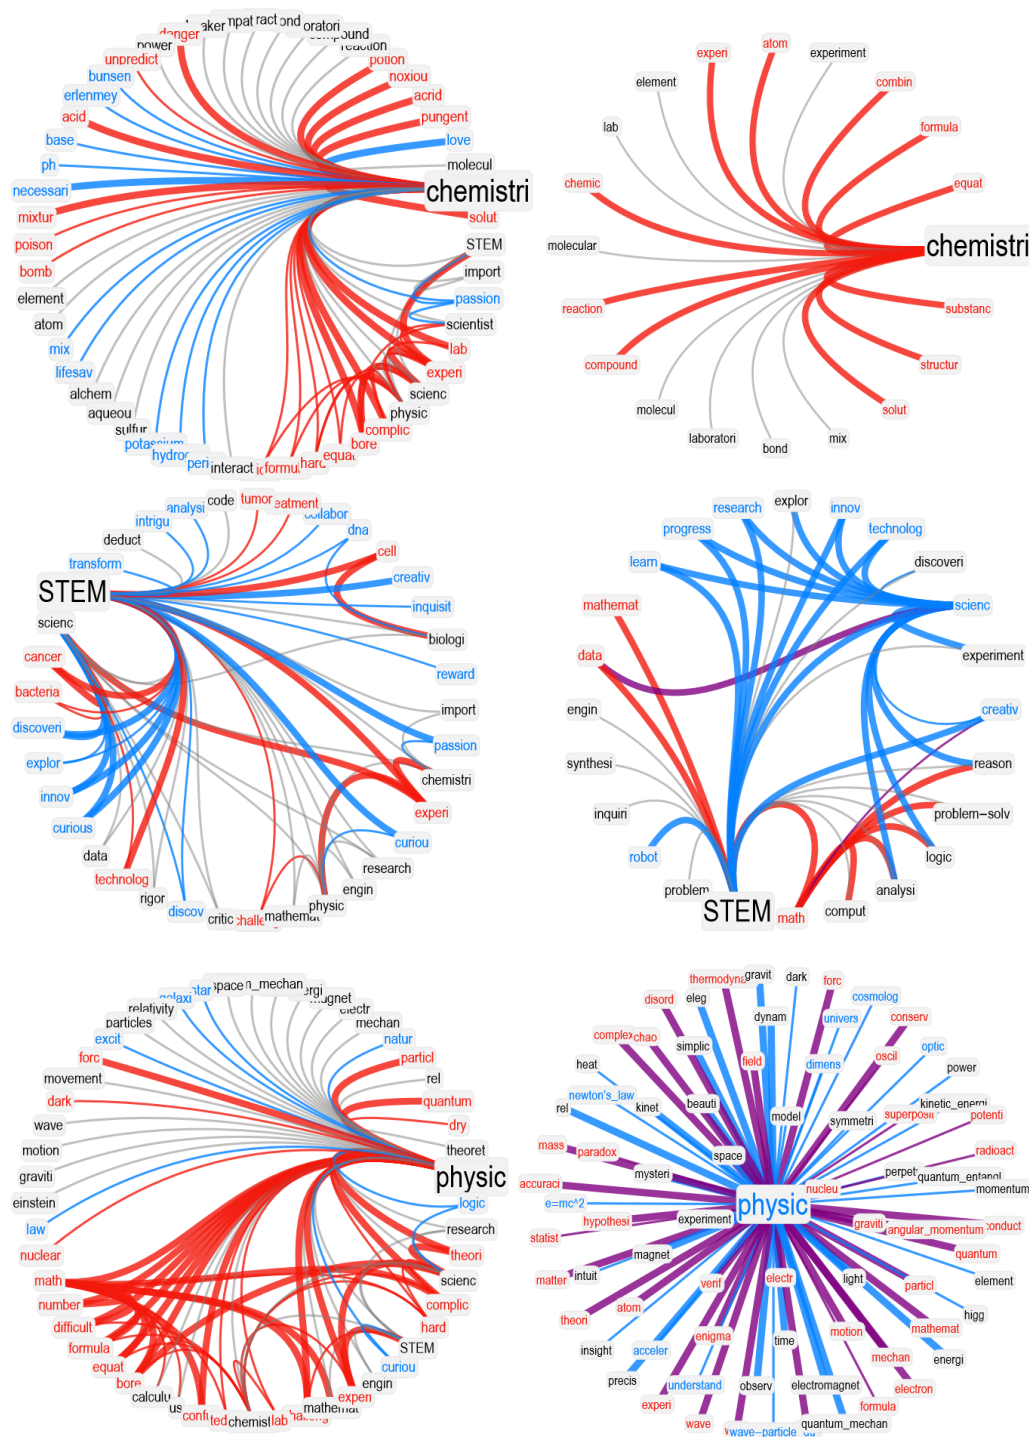 danger
power
unpredict
bunsen
erlenmey
acid
base
ph
necessari
mixtur
poison
bomb
element
atom
mix
lifesav
alchem
aqueou
sulfur
interact
hard
equat
bore
complic
physic
scienc
experi
lab
scientist
passion
import
STEM
solut
chemistri
molecul
love
pungent
acrid
noxiou
potion
reaction
atom
experi
experiment
element
combin
lab
formula
chemic
equat
molecular
chemistri
reaction
substanc
compound
structur
molecul
solut
laboratori
mix
bond
code
tumor
analysi
intrigu
dna
deduct
cell
transform
creativ
STEM
inquisit
scienc
biologi
cancer
reward
bacteria
import
discoveri
passion
explor
chemistri
innov
experi
curious
curiou
data
research
technolog
engin
rigor
physic
discov
critic
mathemat
explor
research
innov
progress
technolog
learn
discoveri
mathemat
scienc
data
experiment
engin
creativ
synthesi
reason
inquiri
problem-solv
robot
logic
problem
analysi
STEM
math
comput
space
relativity
magnet
electr
particles
mechan
excit
natur
forc
particl
movement
rel
dark
quantum
wave
dry
motion
theoret
graviti
physic
einstein
logic
law
research
nuclear
theori
math
scienc
number
complic
difficult
hard
formula
STEM
equat
curiou
bore
engin
calculu
experi
mathemat
lab
gravit
dark
forc
disord
eleg
cosmolog
dynam
univers
conserv
complex
chao
simplic
oscil
optic
heat
field
dimens
power
newton's_law
kinet
beauti
model
kinetic_energi
rel
symmetri
superposit
potenti
mass
paradox
space
radioact
mysteri
nucleu
accuraci
quantum_entangl
e=mc^2
physic
momentum
hypothesi
experiment
graviti
angular_momentum
conduct
statist
magnet
quantum
matter
intuit
verif
electr
light
particl
element
theori
atom
higg
enigma
time
motion
mathemat
insight
acceler
mechan
energi
precis
understand
observ
electromagnet
electron
experi
formula
wave
quantum_mechan